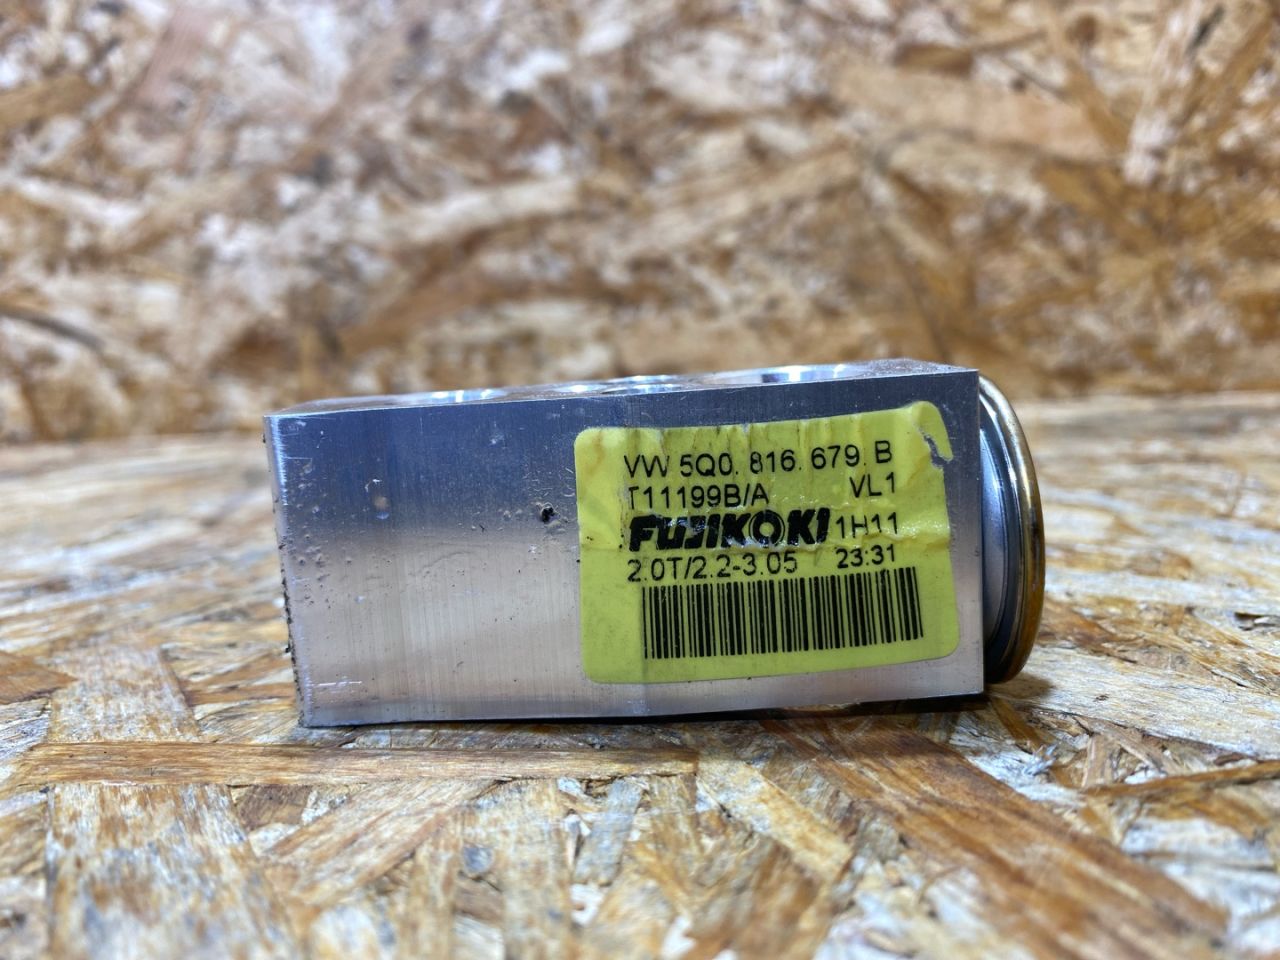 VW 5Q0. 816. 679. B
T11199B/A VL1
FUJIKOKI 1H11
2.0T/2.2-3.05 23:31